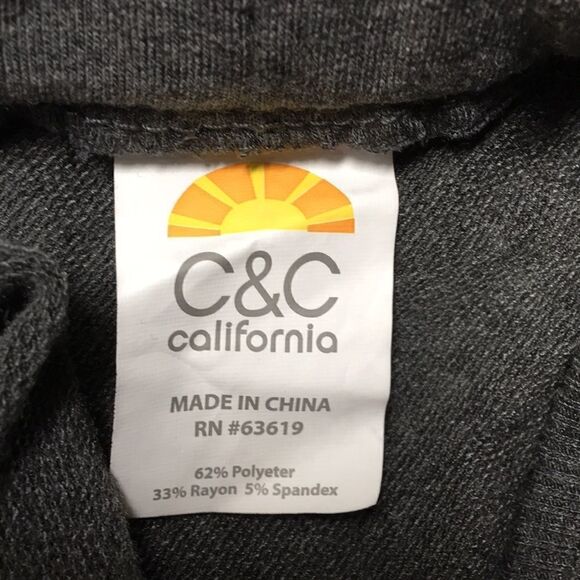 C&C
california
MADE IN CHINA
RN #63619
62% Polyeter
33% Rayon 5% Spandex